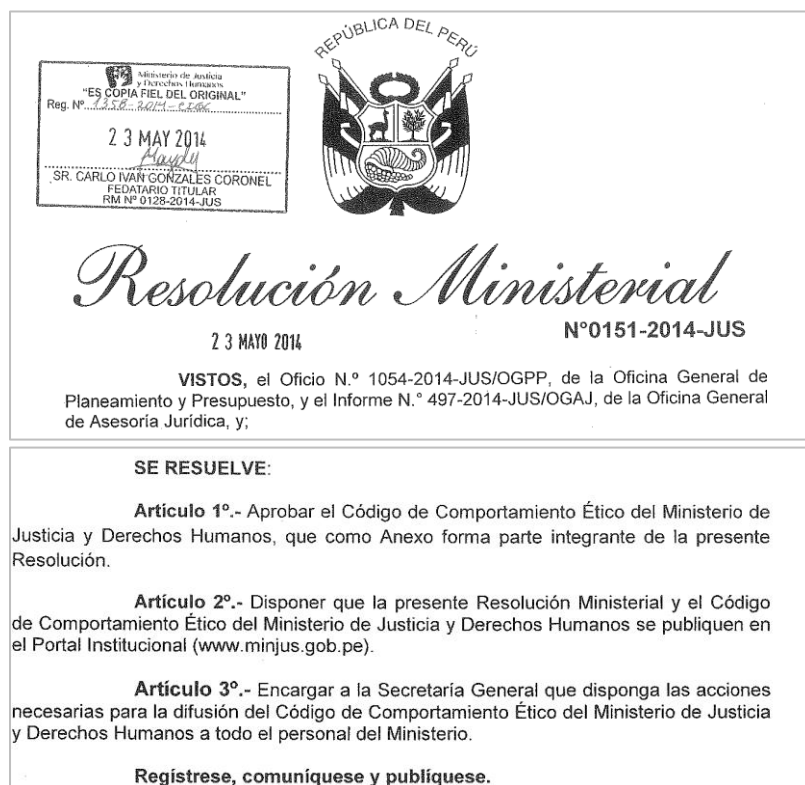 REPÚBLICA DEL PERÚ
Ministerio de Justicia
y Derechos Humanos
"ES COPIA FIEL DEL ORIGINAL"
Reg. Nº
23 MAY 2014
SR. CARLO IVAN GONZALES CORONEL
FEDATARIO TITULAR
RM Nº 0128-2014-JUS
Resolución Ministerial
N°0151-2014-JUS
23 MAYO 2014
VISTOS, el Oficio N.º 1054-2014-JUS/OGPP, de la Oficina General de
Planeamiento y Presupuesto, y el Informe N.° 497-2014-JUS/OGAJ, de la Oficina General
de Asesoría Jurídica, y;
SE RESUELVE:
Artículo 1º.- Aprobar el Código de Comportamiento Ético del Ministerio de
Justicia y Derechos Humanos, que como Anexo forma parte integrante de la presente
Resolución.
Artículo 2º.- Disponer que la presente Resolución Ministerial y el Código
de Comportamiento Ético del Ministerio de Justicia y Derechos Humanos se publiquen en
el Portal Institucional (www.minjus.gob.pe).
Artículo 3º.- Encargar a la Secretaría General que disponga las acciones
necesarias para la difusión del Código de Comportamiento Ético del Ministerio de Justicia
y Derechos Humanos a todo el personal del Ministerio.
Regístrese, comuníquese y publíquese.